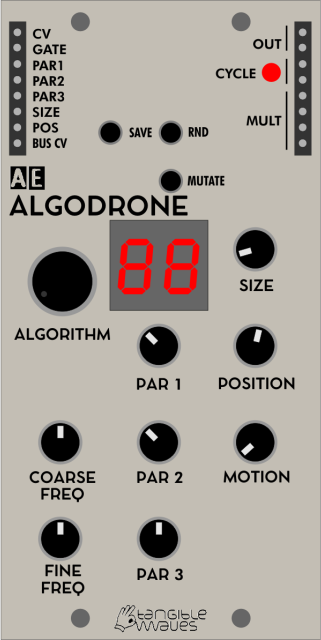 CV
GATE
PAR1
PAR2
PAR3
SIZE
POS
BUS CV
OUT
CYCLE
MULT
SAVE
RND
MUTATE
AE
ALGODRONE
88
SIZE
ALGORITHM
PAR 1
POSITION
COARSE
FREQ
PAR 2
MOTION
FINE
FREQ
PAR 3
tangible
waves